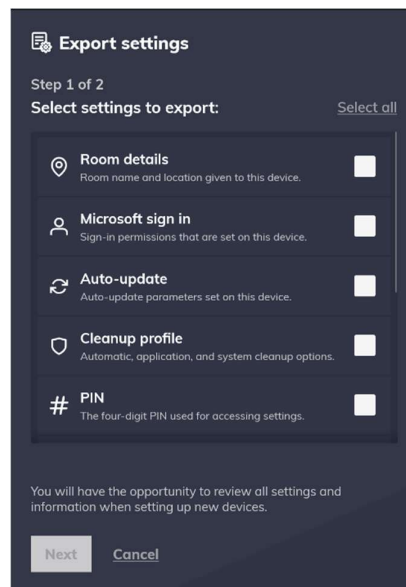 Export settings
Step 1 of 2
Select settings to export:
Select all
Room details
Room name and location given to this device.
Microsoft sign in
Sign-in permissions that are set on this device.
Auto-update
Auto-update parameters set on this device.
Cleanup profile
Automatic, application, and system cleanup options.
# PIN
The four-digit PIN used for accessing settings.
You will have the opportunity to review all settings and
information when setting up new devices.
Next
Cancel